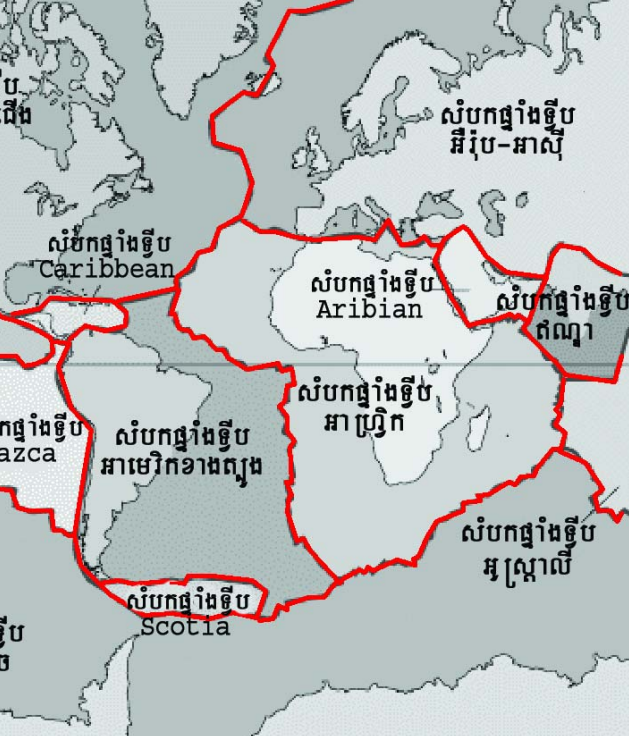 សំបកផ្ទាំងទ្វីប
អឺរ៉ុប-អាស៊ី
សំបកផ្ទាំងទ្វីប
Caribbean
សំបកផ្ទាំងទ្វីប
Aribian
សំបកផ្ទាំងទ្វីប
ឥណ្ឌា
សំបកផ្ទាំងទ្វីប
អាហ្វ្រិក
សំបកផ្ទាំងទ្វីប
អាមេរិកខាងត្បូង
សំបកផ្ទាំងទ្វីប
អូស្ត្រាលី
សំបកផ្ទាំងទ្វីប
Scotia